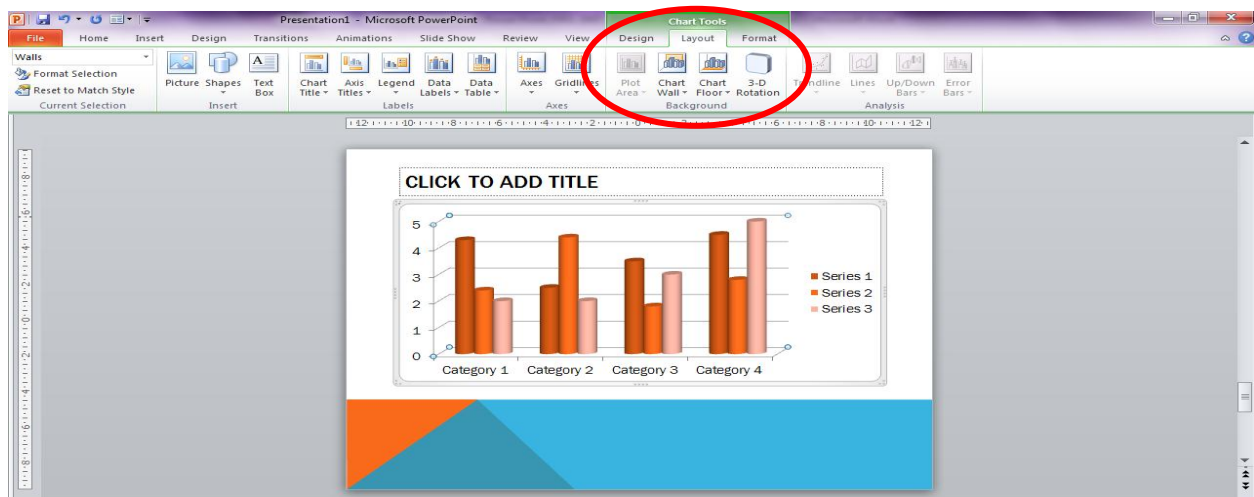 P
Presentation1 - Microsoft PowerPoint
Chart Tools
File Home Insert Design Transitions Animations Slide Show Review View Design Layout Format
Walls
Format Selection
Reset to Match Style
Current Selection
Picture Shapes Text Box
Insert
Chart Title Axis Titles Legend Data Labels Data Table
Labels
Axes Gridlines
Axes
Plot Area Chart Wall Chart Floor 3-D Rotation
Background
Trendline Lines Up/Down Bars Error Bars
Analysis
CLICK TO ADD TITLE
5
4
3
2
1
0
Category 1 Category 2 Category 3 Category 4
Series 1
Series 2
Series 3